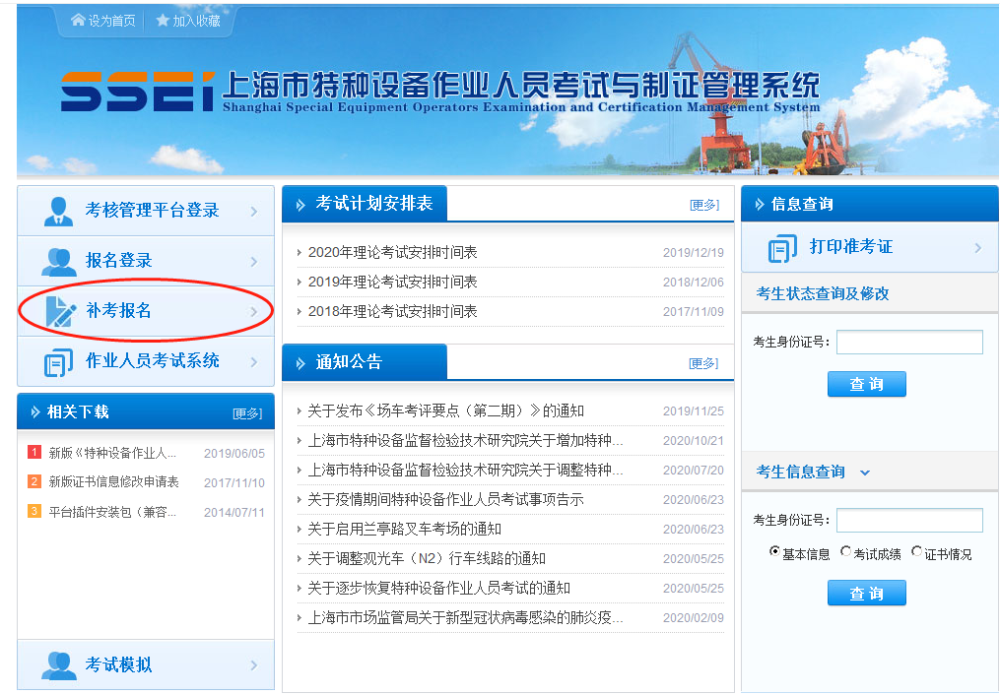 设为首页
加入收藏
SSEI 上海市特种设备作业人员考试与制证管理系统
Shanghai Special Equipment Operators Examination and Certification Management System
考核管理平台登录
报名登录
补考报名
作业人员考试系统
相关下载 [更多]
1 新版《特种设备作业人... 2019/06/05
2 新版证书信息修改申请表 2017/11/10
3 平台插件安装包（兼容... 2014/07/11
考试模拟
考试计划安排表 [更多]
2020年理论考试安排时间表 2019/12/19
2019年理论考试安排时间表 2018/12/06
2018年理论考试安排时间表 2017/11/09
通知公告 [更多]
关于发布《场车考评要点（第二期）》的通知 2019/11/25
上海市特种设备监督检验技术研究院关于增加特种... 2020/10/21
上海市特种设备监督检验技术研究院关于调整特种... 2020/07/20
关于疫情期间特种设备作业人员考试事项告示 2020/06/23
关于启用兰亭路叉车考场的通知 2020/06/23
关于调整观光车（N2）行车线路的通知 2020/05/25
关于逐步恢复特种设备作业人员考试的通知 2020/05/25
上海市市场监管局关于新型冠状病毒感染的肺炎疫... 2020/02/09
信息查询
打印准考证
考生状态查询及修改
考生身份证号：
查 询
考生信息查询
考生身份证号：
基本信息 考试成绩 证书情况
查 询